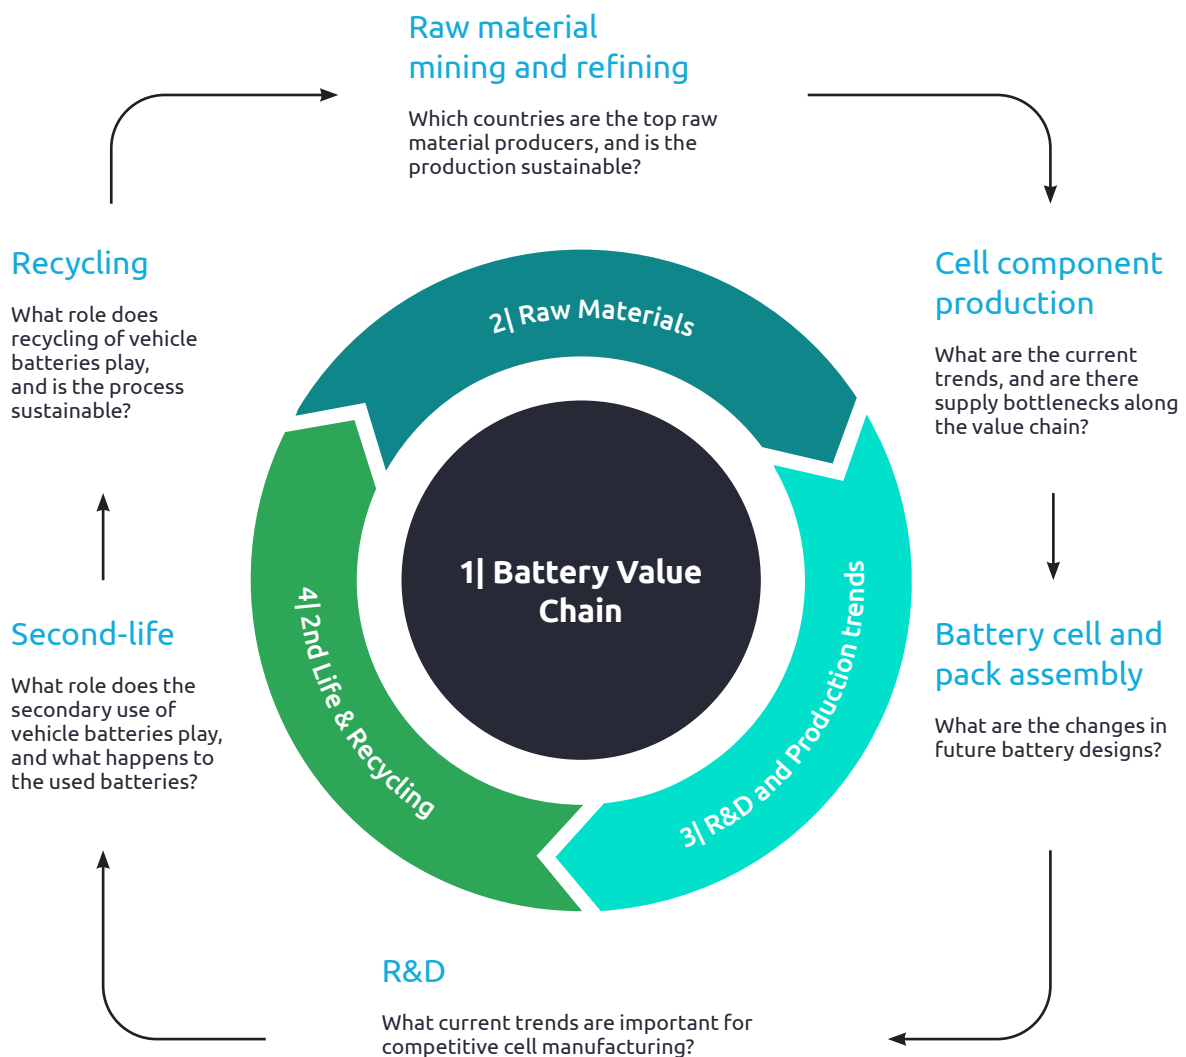 Raw material
mining and refining
Which countries are the top raw
material producers, and is the
production sustainable?
Cell component
production
What are the current
trends, and are there
supply bottlenecks along
the value chain?
Battery cell and
pack assembly
What are the changes in
future battery designs?
R&D
What current trends are important for
competitive cell manufacturing?
Second-life
What role does the
secondary use of
vehicle batteries play,
and what happens to
the used batteries?
Recycling
What role does
recycling of vehicle
batteries play,
and is the process
sustainable?
1| Battery Value
Chain
2| Raw Materials
3| R&D and Production trends
4| 2nd Life & Recycling